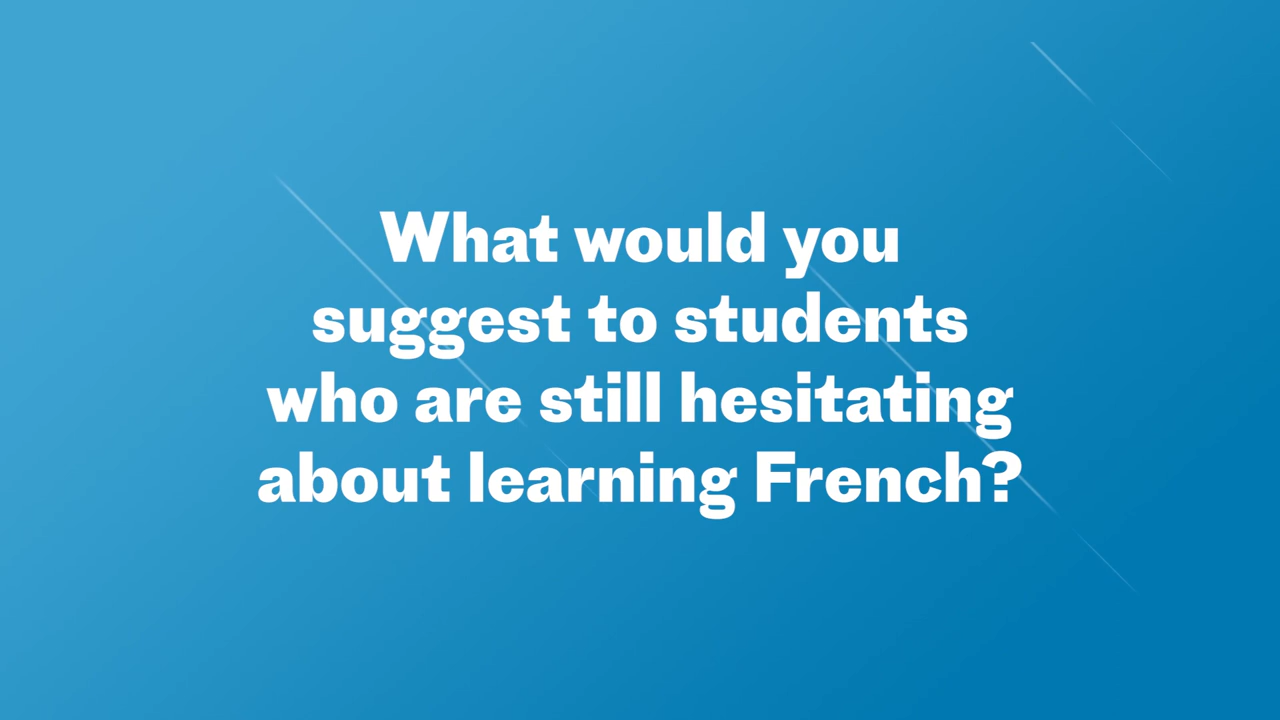 What would you
suggest to students
who are still hesitating
about learning French?